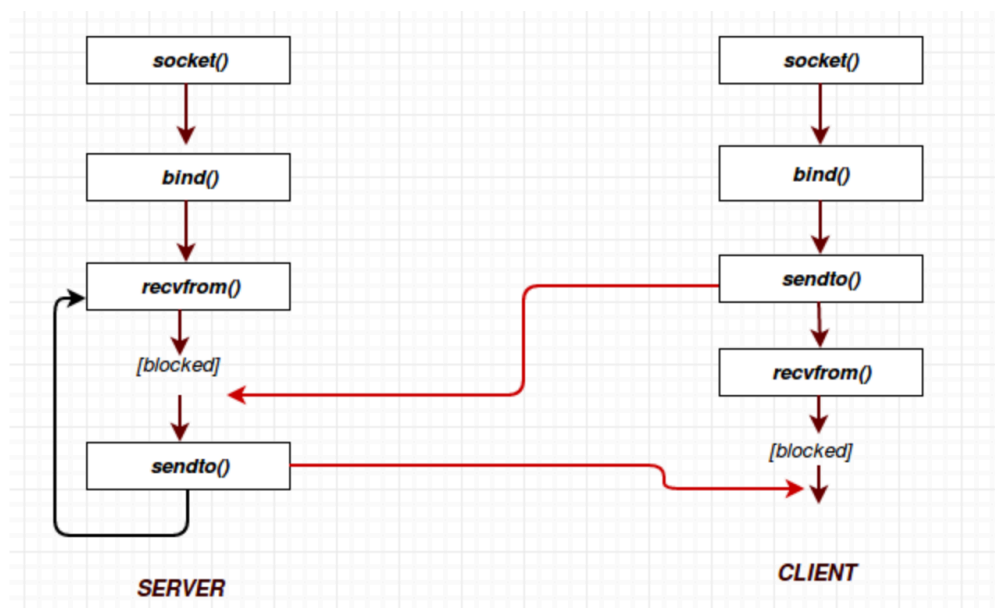 socket()
bind()
recvfrom()
[blocked]
sendto()
SERVER
socket()
bind()
sendto()
recvfrom()
[blocked]
CLIENT